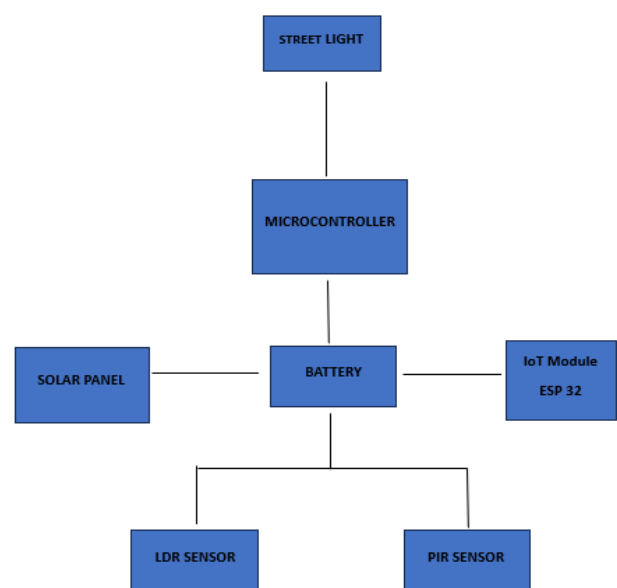 STREET LIGHT
MICROCONTROLLER
SOLAR PANEL
BATTERY
IoT Module
ESP 32
LDR SENSOR
PIR SENSOR